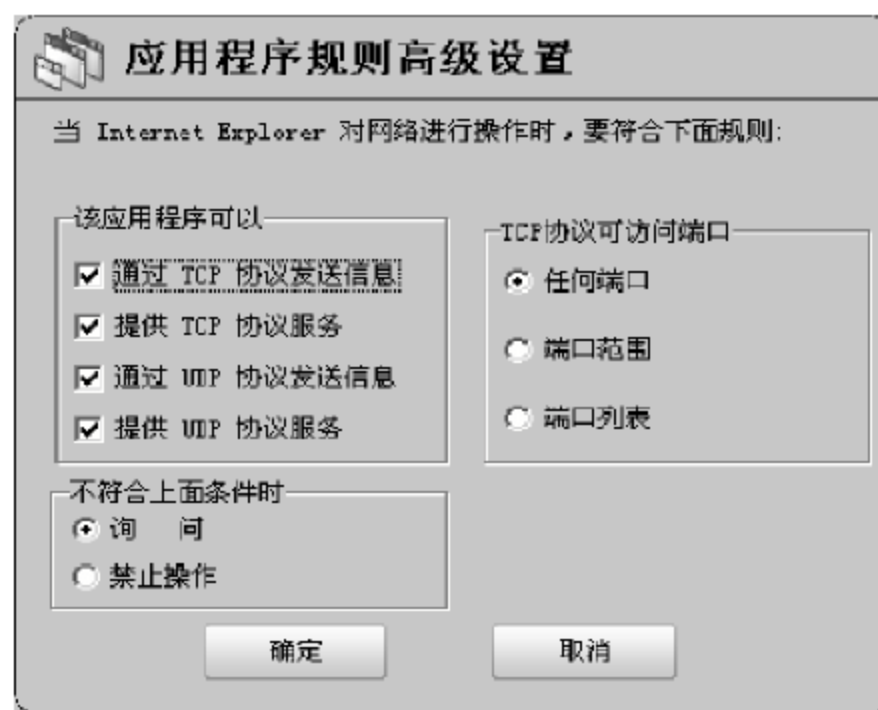 应用程序规则高级设置
当 Internet Explorer 对网络进行操作时，要符合下面规则:
该应用程序可以
通过 TCP 协议发送信息
提供 TCP 协议服务
通过 UDP 协议发送信息
提供 UDP 协议服务
TCP协议可访问端口
任何端口
端口范围
端口列表
不符合上面条件时
询 问
禁止操作
确定
取消